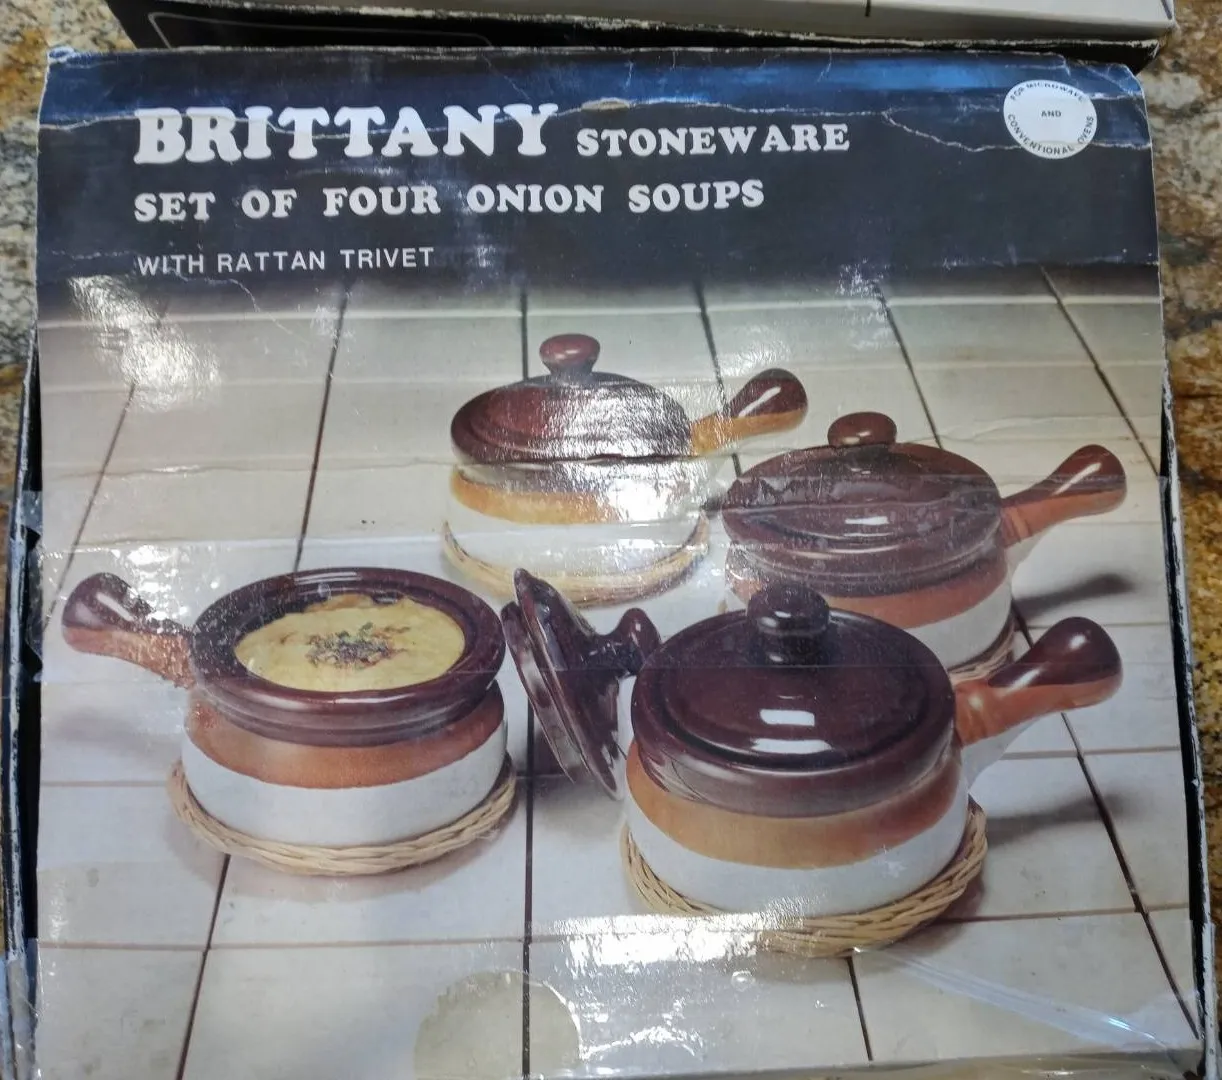 BRITTANY STONEWARE
SET OF FOUR ONION SOUPS
WITH RATTAN TRIVET
FOR MICROWAVE
AND
CONVENTIONAL OVENS